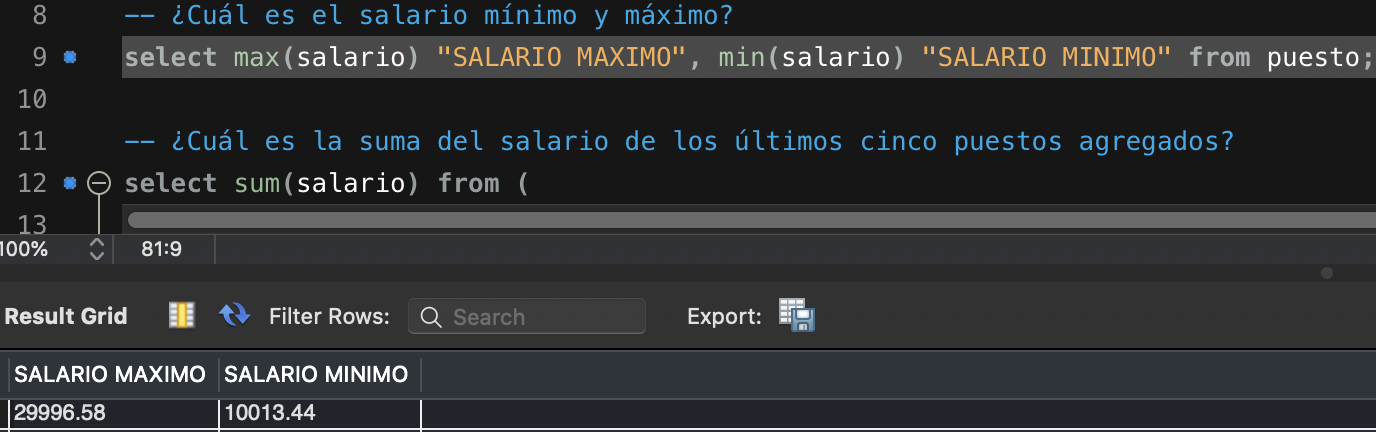 8 -- ¿Cuál es el salario mínimo y máximo?
9 select max(salario) "SALARIO MAXIMO", min(salario) "SALARIO MINIMO" from puesto;
10
11 -- ¿Cuál es la suma del salario de los últimos cinco puestos agregados?
12 select sum(salario) from (
13
100% 81:9
Result Grid Filter Rows: Search Export:
SALARIO MAXIMO SALARIO MINIMO
29996.58 10013.44